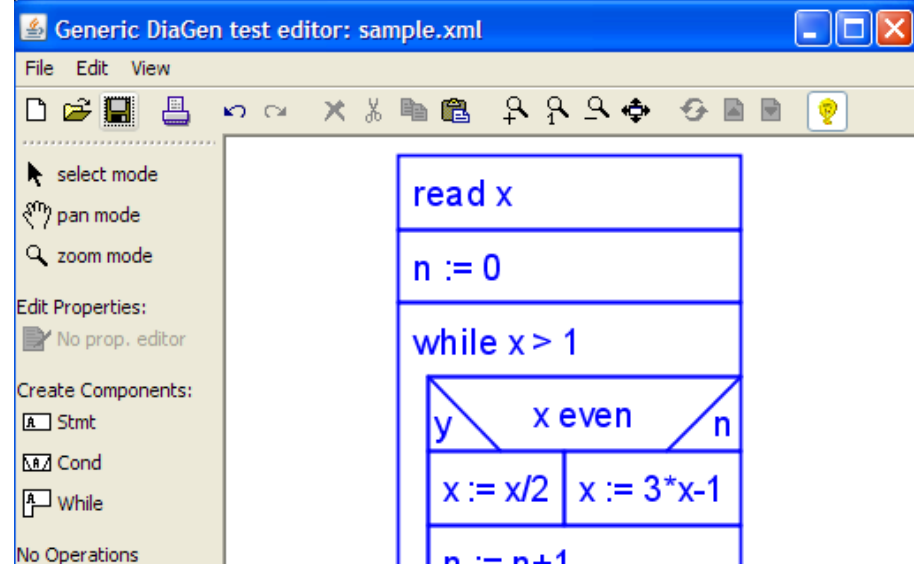 Generic DiaGen test editor: sample.xml
File Edit View
select mode
pan mode
zoom mode
Edit Properties:
No prop. editor
Create Components:
A Stmt
A Cond
A While
No Operations
read x
n := 0
while x > 1
y x even n
x := x/2 x := 3*x-1
n := n+1